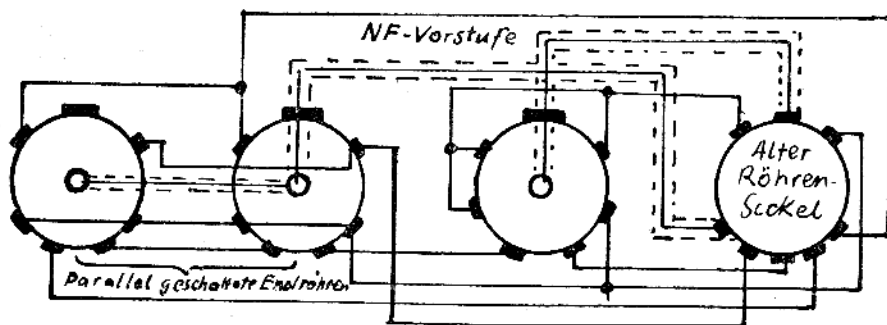 NF-Vorstufe
Alter
Röhren-
Sockel
Parallel geschaltete Endröhren